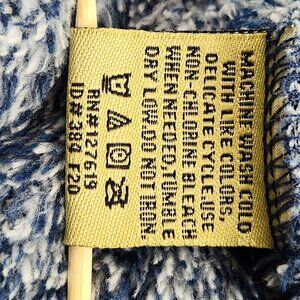 MACHINE WASH COLD
WITH LIKE COLORS,
DELICATE CYCLE.USE
NON-CHLORINE BLEACH
WHEN NEEDED.TUMBLE
DRY LOW.DO NOT IRON.
RN#127619
D#384 F20